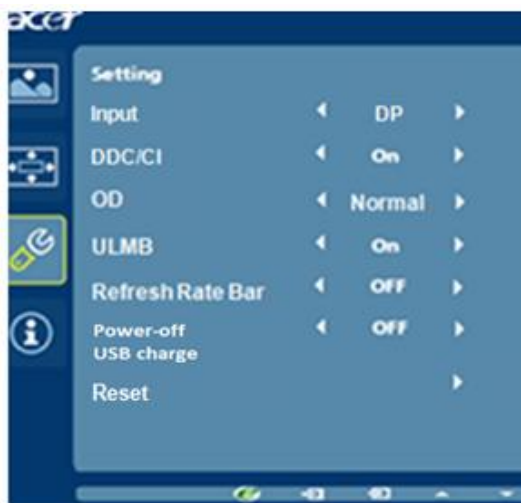 acer
Setting
Input DP
DDC/CI On
OD Normal
ULMB On
Refresh Rate Bar OFF
Power-off OFF
USB charge
Reset